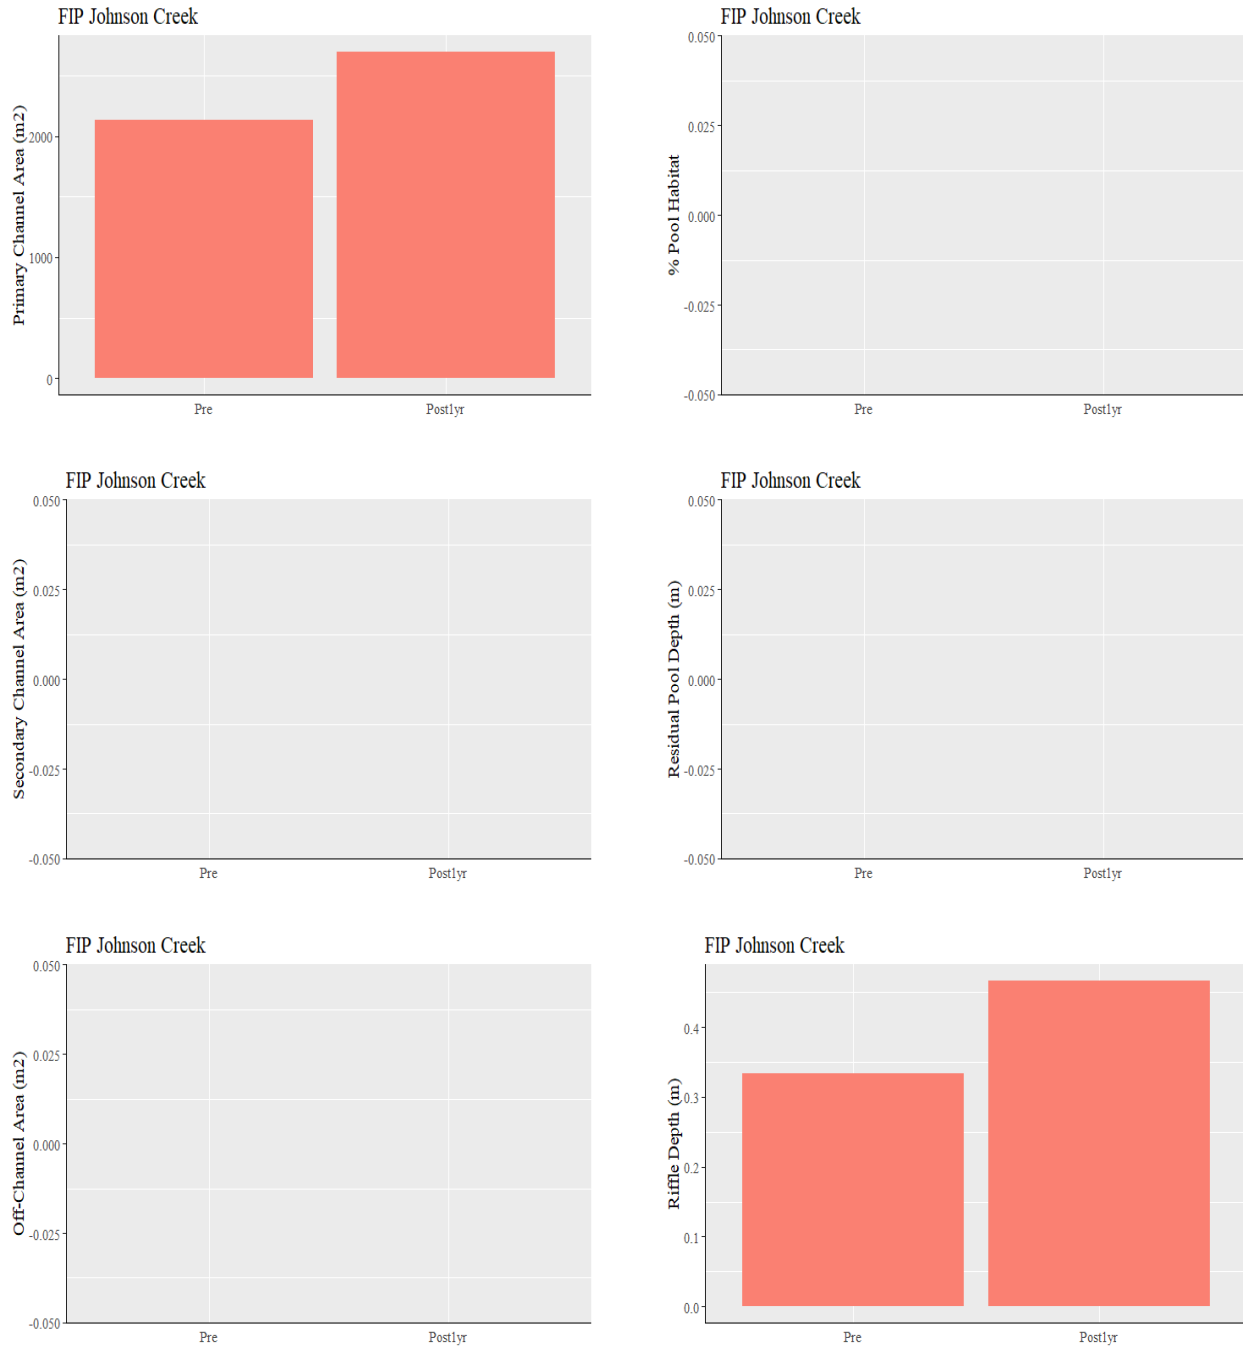 FIP Johnson Creek
Primary Channel Area (m2)
2000
1000
0
Pre Post1yr
FIP Johnson Creek
% Pool Habitat
0.050
0.025
0.000
-0.025
-0.050
Pre Post1yr
FIP Johnson Creek
Secondary Channel Area (m2)
0.050
0.025
0.000
-0.025
-0.050
Pre Post1yr
FIP Johnson Creek
Residual Pool Depth (m)
0.050
0.025
0.000
-0.025
-0.050
Pre Post1yr
FIP Johnson Creek
Off-Channel Area (m2)
0.050
0.025
0.000
-0.025
-0.050
Pre Post1yr
FIP Johnson Creek
Riffle Depth (m)
0.4
0.3
0.2
0.1
0.0
Pre Post1yr